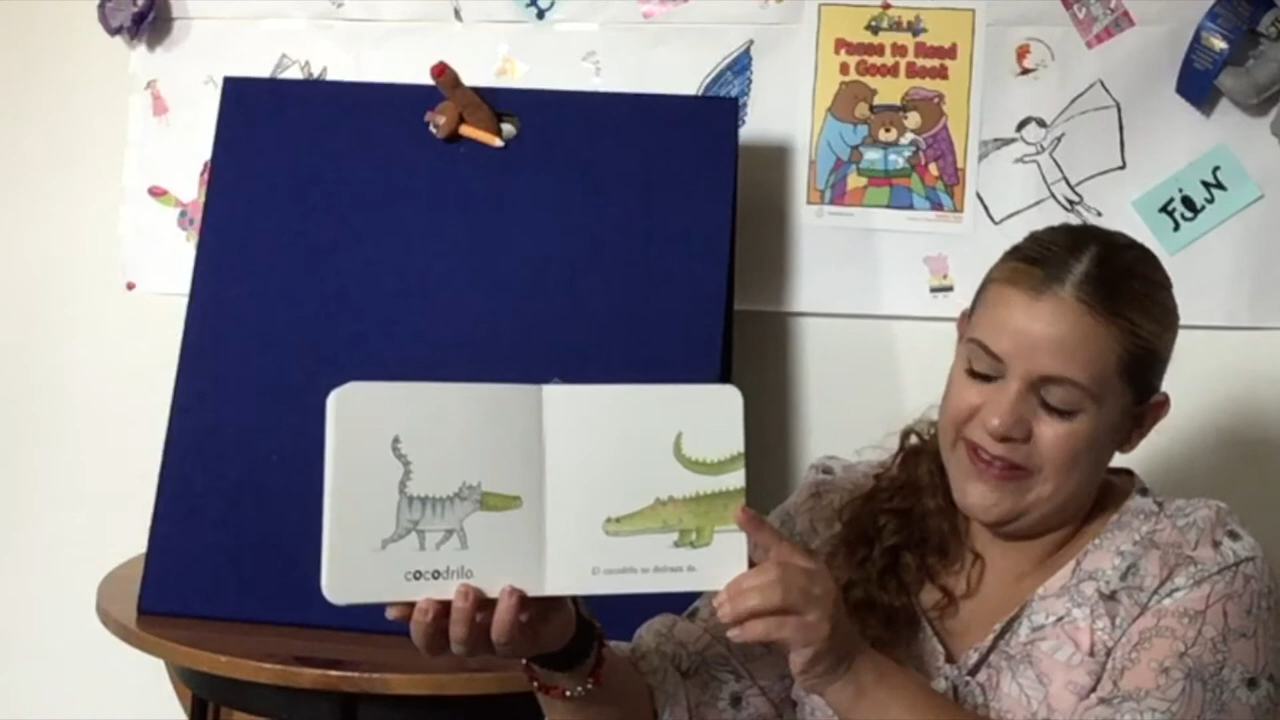 Pause to Read
a Good Book
FiN
cocodrilo.
El cocodrilo se disfraza de...